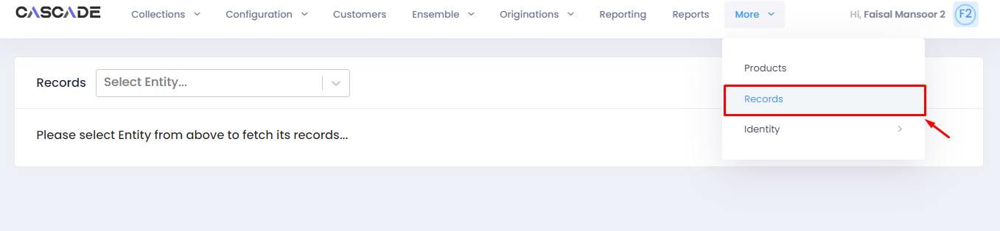 CASCADE Collections Configuration Customers Ensemble Originations Reporting Reports More Hi, Faisal Mansoor 2 F2
Products
Records Select Entity...
Records
Identity
Please select Entity from above to fetch its records...